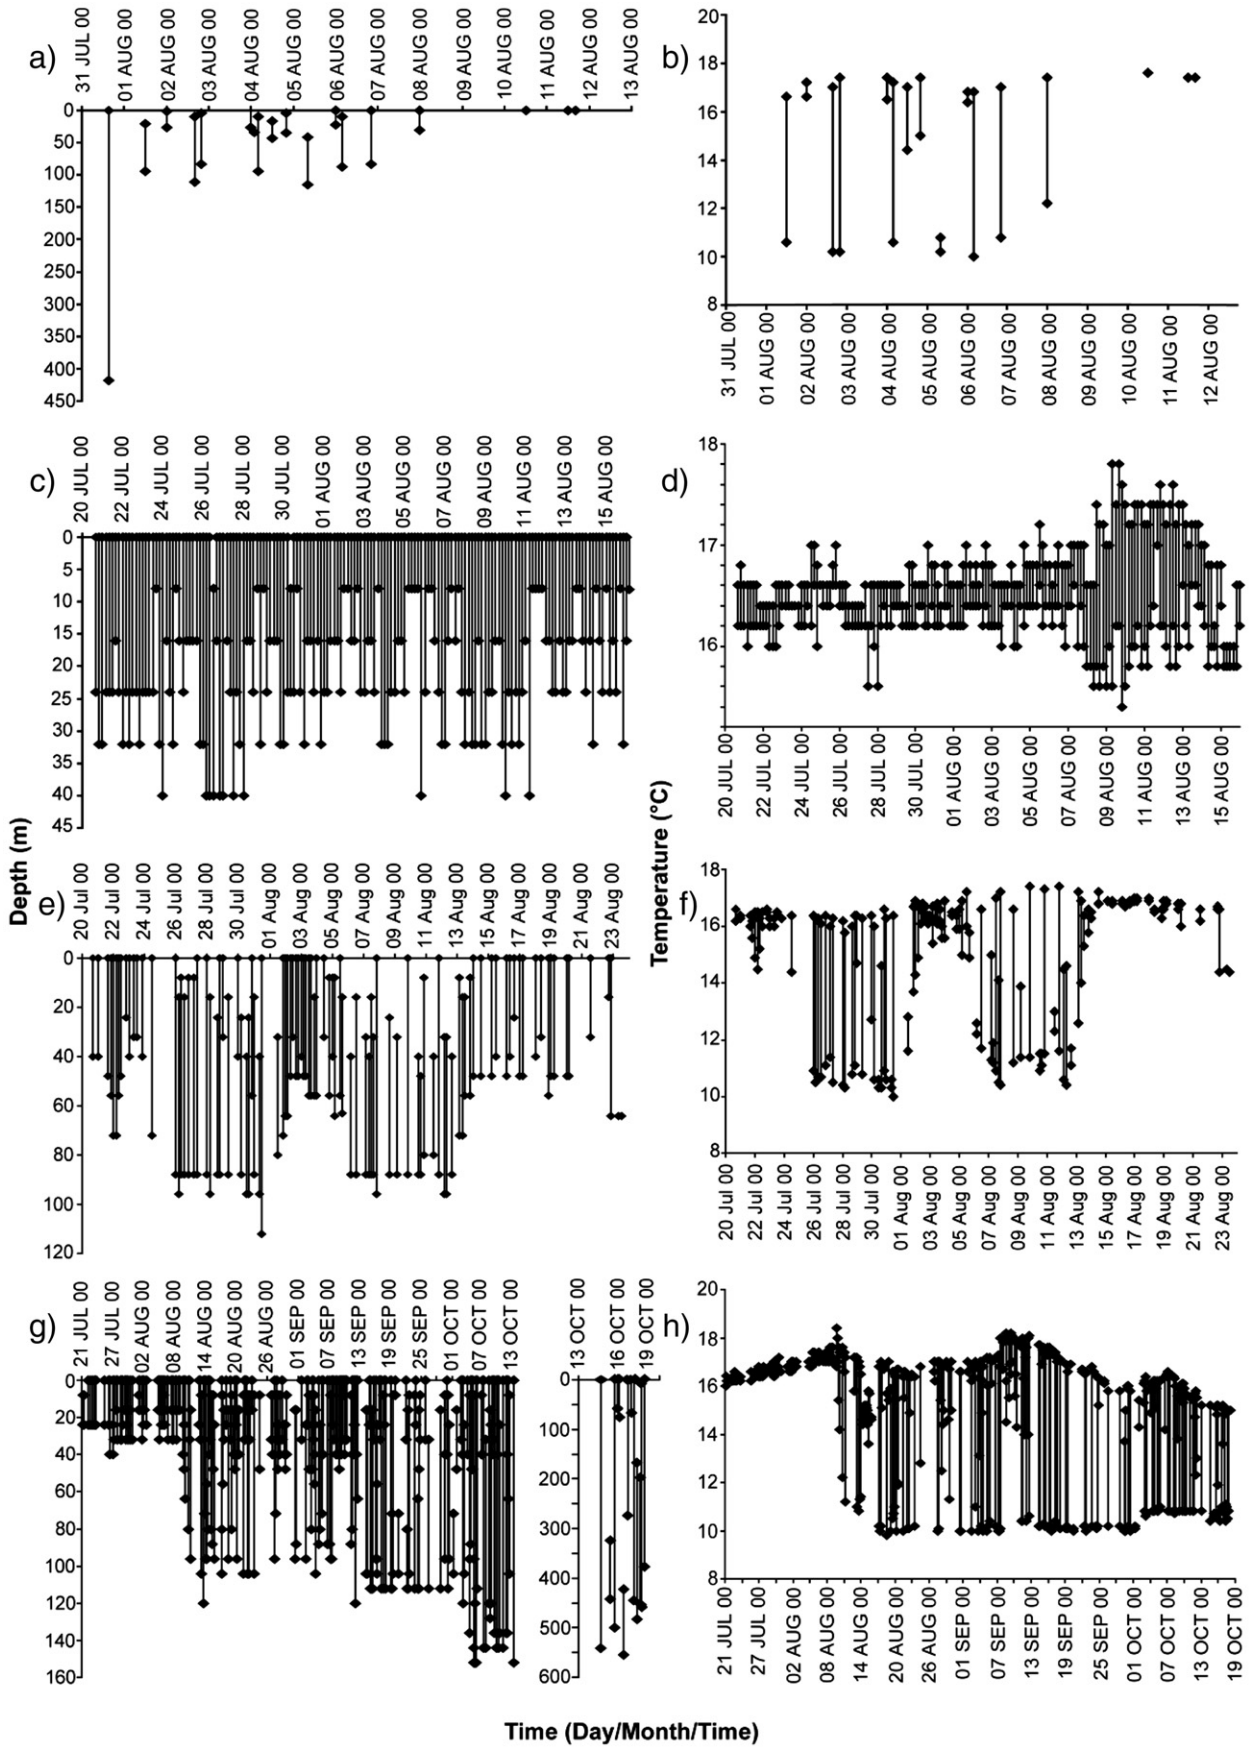 a)
31 JUL 00
01 AUG 00
02 AUG 00
03 AUG 00
04 AUG 00
05 AUG 00
06 AUG 00
07 AUG 00
08 AUG 00
09 AUG 00
10 AUG 00
11 AUG 00
12 AUG 00
13 AUG 00
0
50
100
150
200
250
300
350
400
450
b)
20
18
16
14
12
10
8
31 JUL 00
01 AUG 00
02 AUG 00
03 AUG 00
04 AUG 00
05 AUG 00
06 AUG 00
07 AUG 00
08 AUG 00
09 AUG 00
10 AUG 00
11 AUG 00
12 AUG 00
c)
20 JUL 00
22 JUL 00
24 JUL 00
26 JUL 00
28 JUL 00
30 JUL 00
01 AUG 00
03 AUG 00
05 AUG 00
07 AUG 00
09 AUG 00
11 AUG 00
13 AUG 00
15 AUG 00
0
5
10
15
20
25
30
35
40
45
d)
18
17
16
20 JUL 00
22 JUL 00
24 JUL 00
26 JUL 00
28 JUL 00
30 JUL 00
01 AUG 00
03 AUG 00
05 AUG 00
07 AUG 00
09 AUG 00
11 AUG 00
13 AUG 00
15 AUG 00
Depth (m)
Temperature (°C)
e)
20 Jul 00
22 Jul 00
24 Jul 00
26 Jul 00
28 Jul 00
30 Jul 00
01 Aug 00
03 Aug 00
05 Aug 00
07 Aug 00
09 Aug 00
11 Aug 00
13 Aug 00
15 Aug 00
17 Aug 00
19 Aug 00
21 Aug 00
23 Aug 00
0
20
40
60
80
100
120
f)
18
16
14
12
10
8
20 Jul 00
22 Jul 00
24 Jul 00
26 Jul 00
28 Jul 00
30 Jul 00
01 Aug 00
03 Aug 00
05 Aug 00
07 Aug 00
09 Aug 00
11 Aug 00
13 Aug 00
15 Aug 00
17 Aug 00
19 Aug 00
21 Aug 00
23 Aug 00
g)
21 JUL 00
27 JUL 00
02 AUG 00
08 AUG 00
14 AUG 00
20 AUG 00
26 AUG 00
01 SEP 00
07 SEP 00
13 SEP 00
19 SEP 00
25 SEP 00
01 OCT 00
07 OCT 00
13 OCT 00
0
20
40
60
80
100
120
140
160
13 OCT 00
16 OCT 00
19 OCT 00
0
100
200
300
400
500
600
h)
20
18
16
14
12
10
8
21 JUL 00
27 JUL 00
02 AUG 00
08 AUG 00
14 AUG 00
20 AUG 00
26 AUG 00
01 SEP 00
07 SEP 00
13 SEP 00
19 SEP 00
25 SEP 00
01 OCT 00
07 OCT 00
13 OCT 00
19 OCT 00
Time (Day/Month/Time)